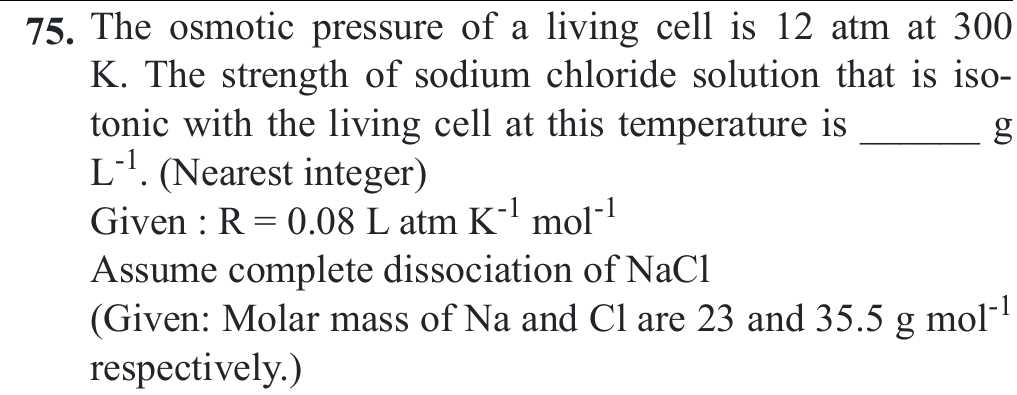 75. The osmotic pressure of a living cell is 12 atm at 300
K. The strength of sodium chloride solution that is iso-
tonic with the living cell at this temperature is ______ g
L⁻¹. (Nearest integer)
Given : R = 0.08 L atm K⁻¹ mol⁻¹
Assume complete dissociation of NaCl
(Given: Molar mass of Na and Cl are 23 and 35.5 g mol⁻¹
respectively.)